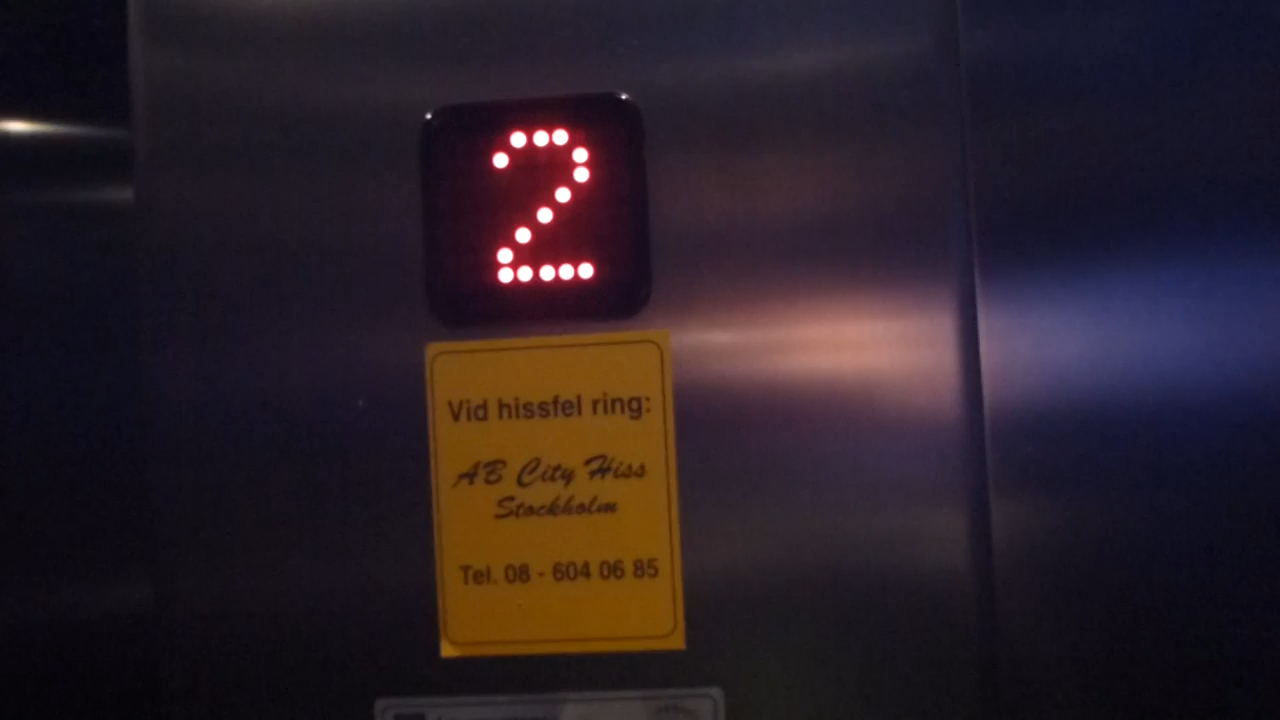 2
Vid hissfel ring:
AB City Hiss
Stockholm
Tel. 08 - 604 06 85